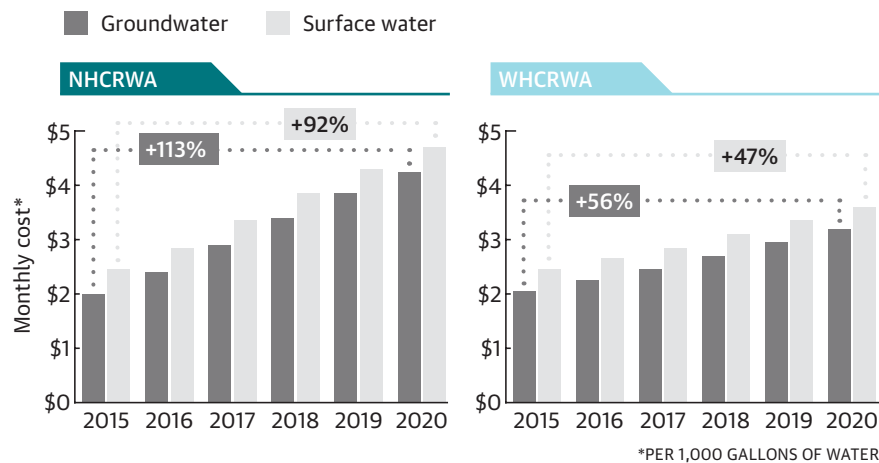 Groundwater Surface water
NHCRWA
+92%
+113%
Monthly cost*
$5
$4
$3
$2
$1
$0
2015 2016 2017 2018 2019 2020
WHCRWA
+47%
+56%
$5
$4
$3
$2
$1
$0
2015 2016 2017 2018 2019 2020
*PER 1,000 GALLONS OF WATER